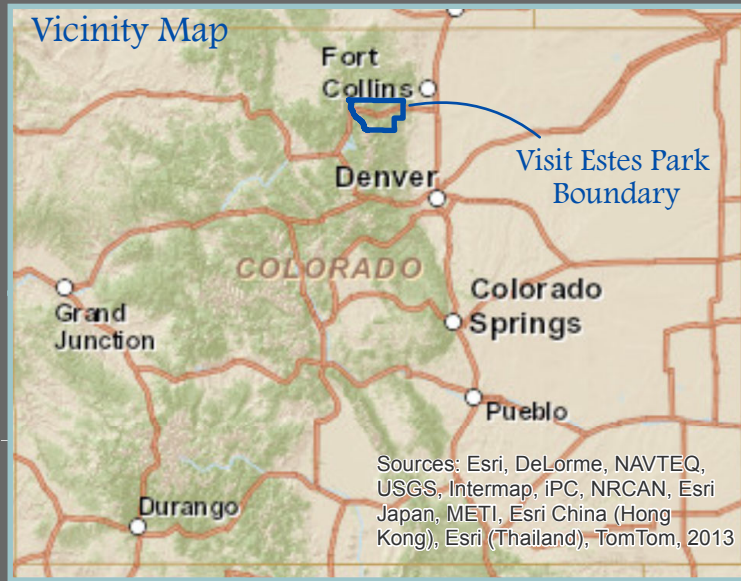 Vicinity Map
Fort
Collins
Visit Estes Park
Boundary
Denver
COLORADO
Grand
Junction
Colorado
Springs
Pueblo
Durango
Sources: Esri, DeLorme, NAVTEQ,
USGS, Intermap, iPC, NRCAN, Esri
Japan, METI, Esri China (Hong
Kong), Esri (Thailand), TomTom, 2013